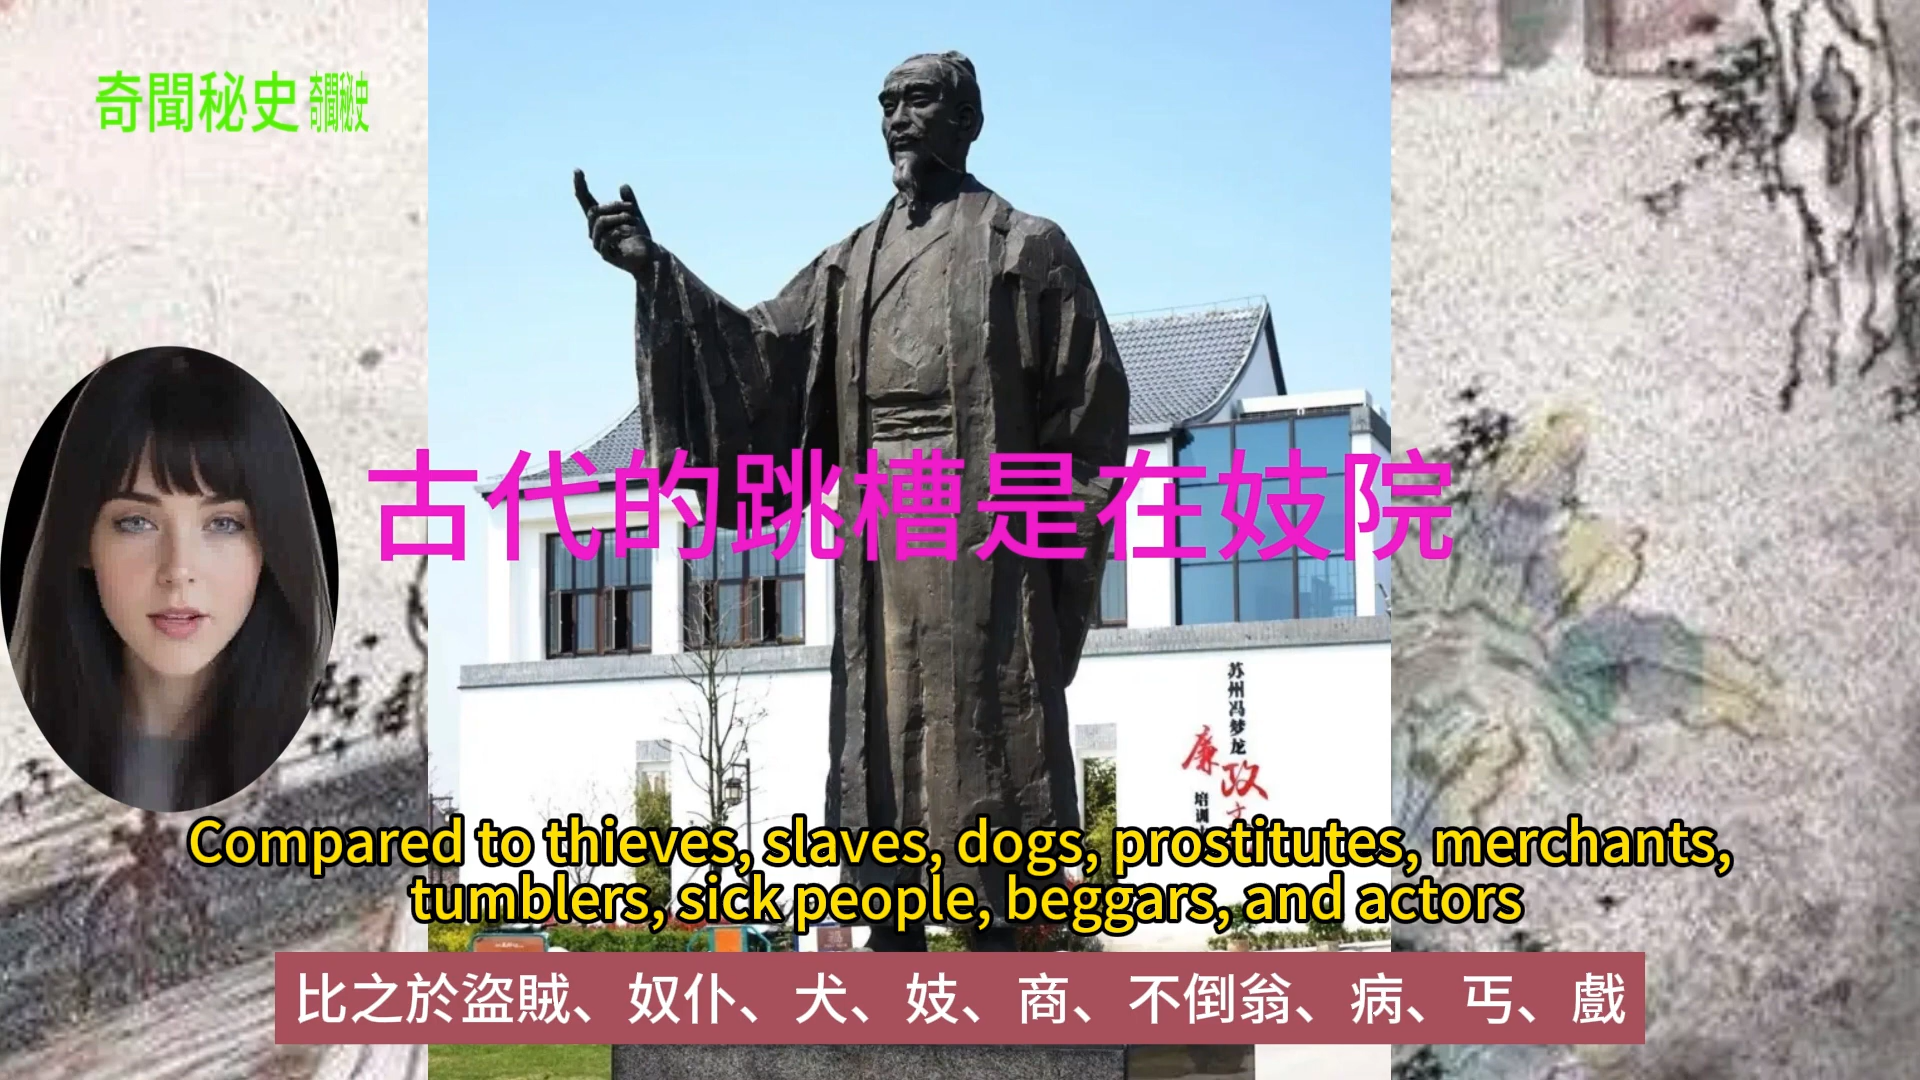 奇聞秘史 奇聞秘史
古代的跳槽是在妓院
苏州冯梦龙
廉政
培训
Compared to thieves, slaves, dogs, prostitutes, merchants,
tumblers, sick people, beggars, and actors
比之於盜賊、奴仆、犬、妓、商、不倒翁、病、丐、戲